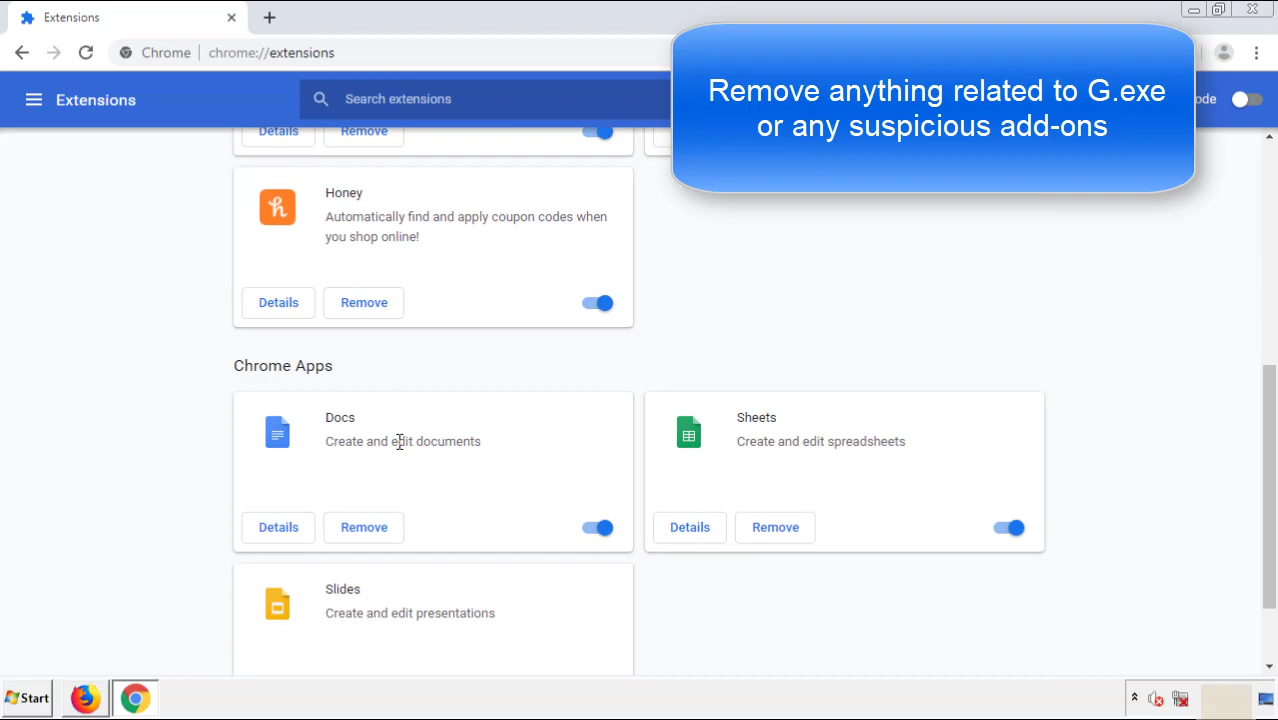 Extensions
Chrome
chrome://extensions
Extensions
Search extensions
ode
Remove anything related to G.exe
or any suspicious add-ons
Details
Remove
Honey
Automatically find and apply coupon codes when
you shop online!
Details
Remove
Chrome Apps
Docs
Create and edit documents
Details
Remove
Sheets
Create and edit spreadsheets
Details
Remove
Slides
Create and edit presentations
Start